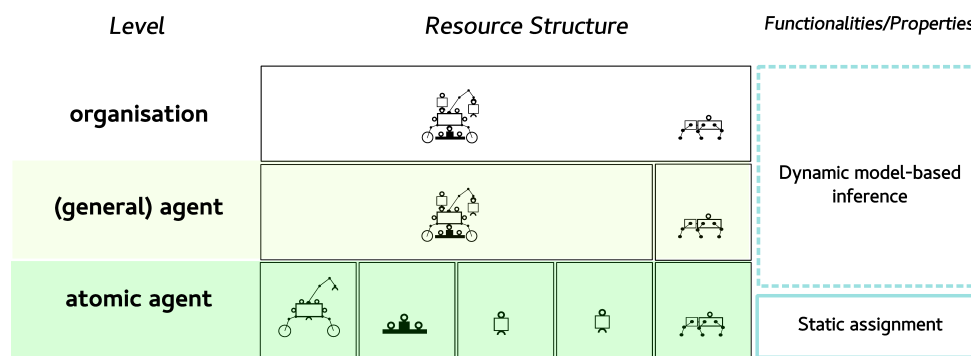 Level
Resource Structure
Functionalities/Properties
organisation
(general) agent
atomic agent
Dynamic model-based
inference
Static assignment